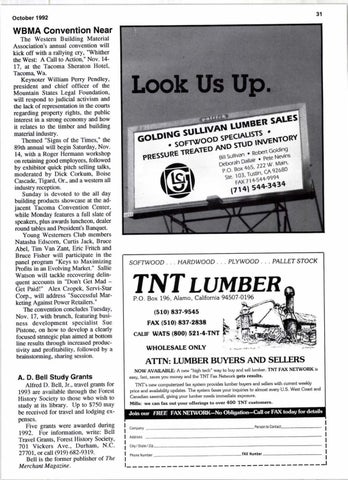 October 1992
31
WBMA Convention Near
The Western Building Material
Association's annual convention will
kick off with a rallying cry, "Whither
the West: A Call to Action," Nov. 14-
17, at the Tacoma Sheraton Hotel,
Tacoma, Wa.
Keynoter William Perry Pendley,
president and chief officer of the
Mountain States Legal Foundation,
will respond to judicial activism and
the lack of representation in the courts
regarding property rights, the public
interest in a strong economy and how
it relates to the timber and building
material industry.
Themed "Signs of the Times," the
89th annual will begin Saturday, Nov.
14, with a Roger Hermann workshop
on retaining good employees, followed
by exhibitor quick pitch selling talks,
moderated by Dick Corkum, Boise
Cascade, Tigard, Or., and a western all
industry reception.
Sunday is devoted to the all day
building products showcase at the ad-
jacent Tacoma Convention Center,
while Monday features a full slate of
speakers, plus awards luncheon, dealer
round tables and President's Banquet.
Young Westerners Club members
Natasha Edscorn, Curtis Jack, Bruce
Abel, Tim Van Zant, Eric Fritch and
Bruce Fisher will participate in the
panel program "Keys to Maximizing
Profits in an Evolving Market." Sallie
Watson will tackle recovering delin-
quent accounts in "Don't Get Mad –
Get Paid!" Alex Cropek, Servi-Star
Corp., will address "Successful Mar-
keting Against Power Retailers."
The convention concludes Tuesday,
Nov. 17, with brunch, featuring busi-
ness development specialist Sue
Pistone, on how to develop a clearly
focused strategic plan aimed at bottom
line results through increased produc-
tivity and profitability, followed by a
brainstorming, sharing session.
A. D. Bell Study Grants
Alfred D. Bell, Jr., travel grants for
1993 are available through the Forest
History Society to those who wish to
study at its library. Up to $750 may
be received for travel and lodging ex-
penses.
Five grants were awarded during
1992. For information, write: Bell
Travel Grants, Forest History Society,
701 Vickers Ave., Durham, N.C.
27701, or call (919) 682-9319.
Bell is the former publisher of The
Merchant Magazine.
Look Us Up.
GOLDING SULLIVAN LUMBER SALES
• SOFTWOOD SPECIALISTS •
PRESSURE TREATED AND STUD INVENTORY
Bill Sullivan • Robert Golding
Deborah Dallair • Pete Nevins
P.O. Box 465, 222 W. Main,
Ste. 103, Tustin, CA 92680
FAX 714-544-9994
(714) 544-3434
SOFTWOOD . . . HARDWOOD . . . PLYWOOD . . . PALLET STOCK
TNT LUMBER
P.O. Box 196, Alamo, California 94507-0196
(510) 837-9545
FAX (510) 837-2838
CALIF WATS (800) 521-4-TNT
WHOLESALE ONLY
ATTN: LUMBER BUYERS AND SELLERS
NOW AVAILABLE: A new "high tech" way to buy and sell lumber. TNT FAX NETWORK is
easy, fast, saves you money and the TNT Fax Network gets results.
TNT's new computerized fax system provides lumber buyers and sellers with current weekly
price and availability updates. The system faxes your inquiries to almost every U.S. West Coast and
Canadian sawmill, giving your lumber needs immediate exposure.
Mills: we can fax out your offerings to over 400 TNT customers.
Join our FREE FAX NETWORK—No Obligation—Call or FAX today for details
Company Person to Contact
Address
City / State / Zip
Phone Number FAX Number